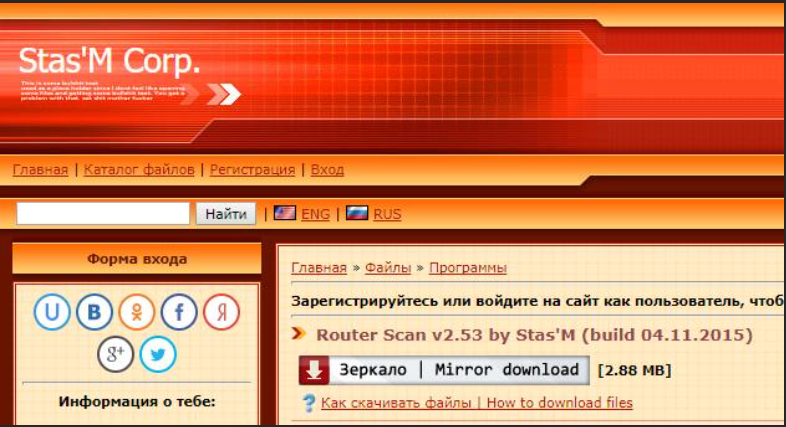 Stas'M Corp.
Главная | Каталог файлов | Регистрация | Вход
Найти | ENG | RUS
Форма входа
Информация о тебе:
Главная » Файлы » Программы
Зарегистрируйтесь или войдите на сайт как пользователь, чтоб
Router Scan v2.53 by Stas'M (build 04.11.2015)
Зеркало | Mirror download [2.88 MB]
? Как скачивать файлы | How to download files